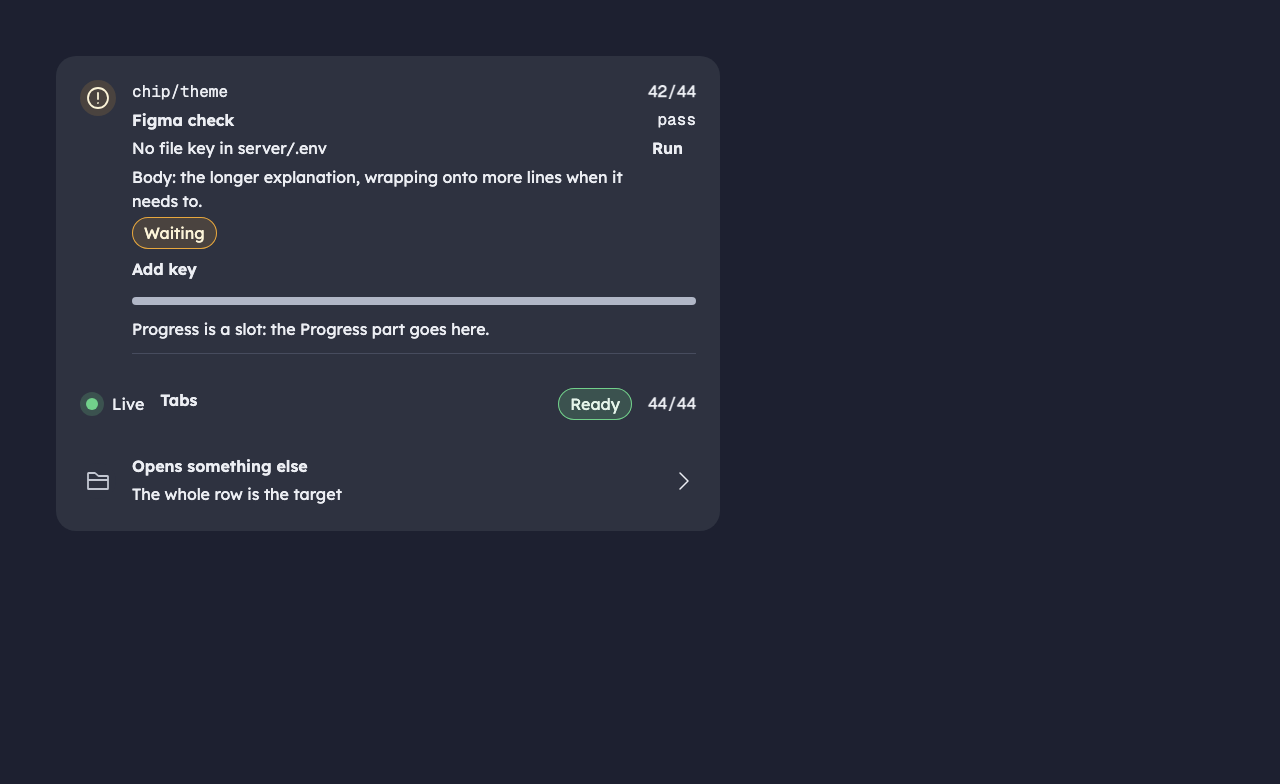 chip/theme 42/44
Figma check pass
No file key in server/.env Run
Body: the longer explanation, wrapping onto more lines when it
needs to.
Waiting
Add key
Progress is a slot: the Progress part goes here.
Live Tabs Ready 44/44
Opens something else
The whole row is the target